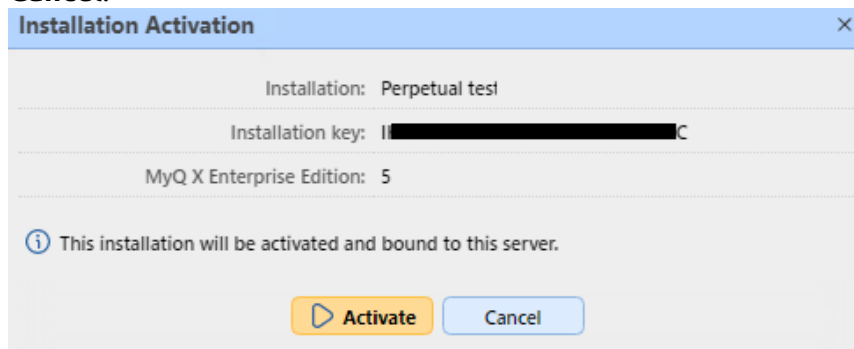 Installation Activation
Installation: Perpetual test
Installation key: C
MyQ X Enterprise Edition: 5
This installation will be activated and bound to this server.
Activate Cancel